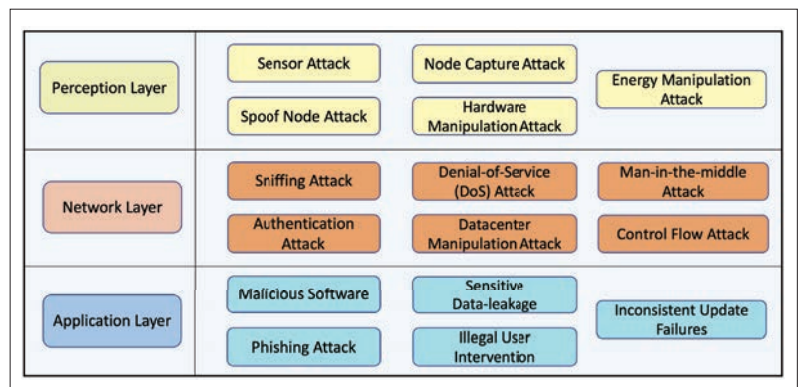 Perception Layer
Sensor Attack
Node Capture Attack
Energy Manipulation
Attack
Spoof Node Attack
Hardware
Manipulation Attack
Network Layer
Sniffing Attack
Denial-of-Service
(DoS) Attack
Man-in-the-middle
Attack
Authentication
Attack
Datacenter
Manipulation Attack
Control Flow Attack
Application Layer
Malicious Software
Sensitive
Data-leakage
Inconsistent Update
Failures
Phishing Attack
Illegal User
Intervention